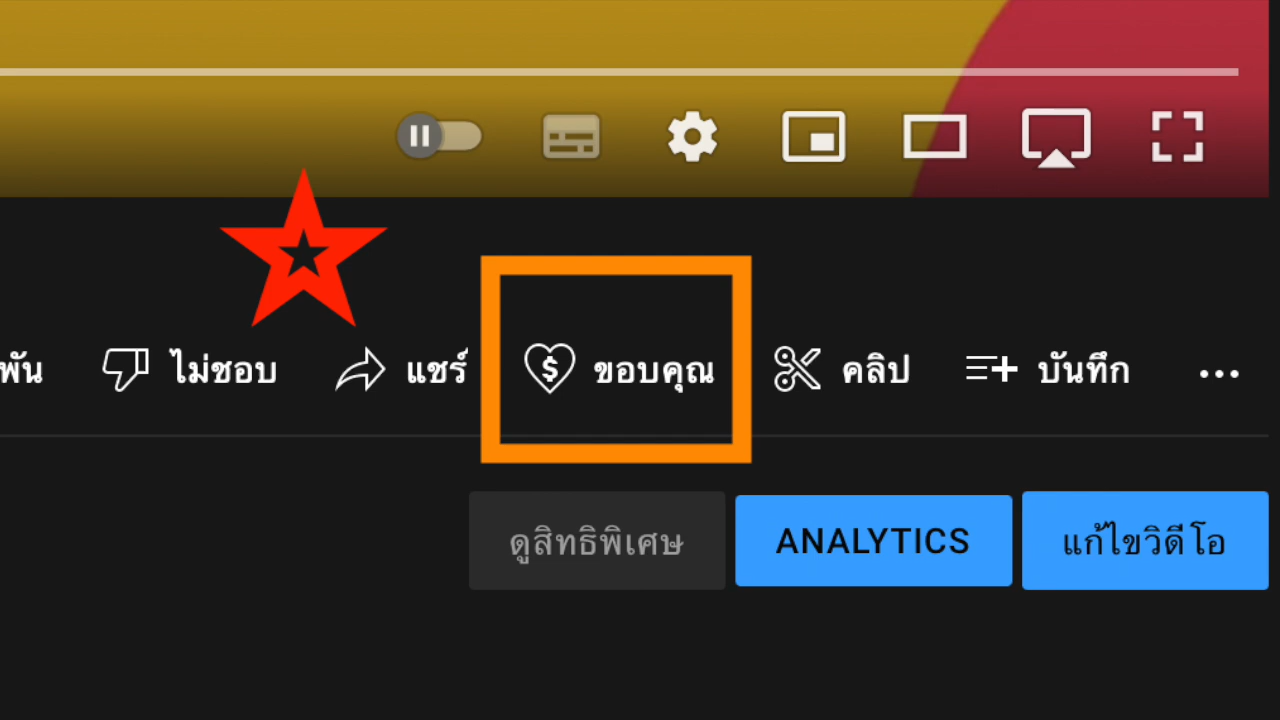 พัน ไม่ชอบ แชร์ ขอบคุณ คลิป บันทึก ...
ดูสิทธิพิเศษ ANALYTICS แก้ไขวิดีโอ